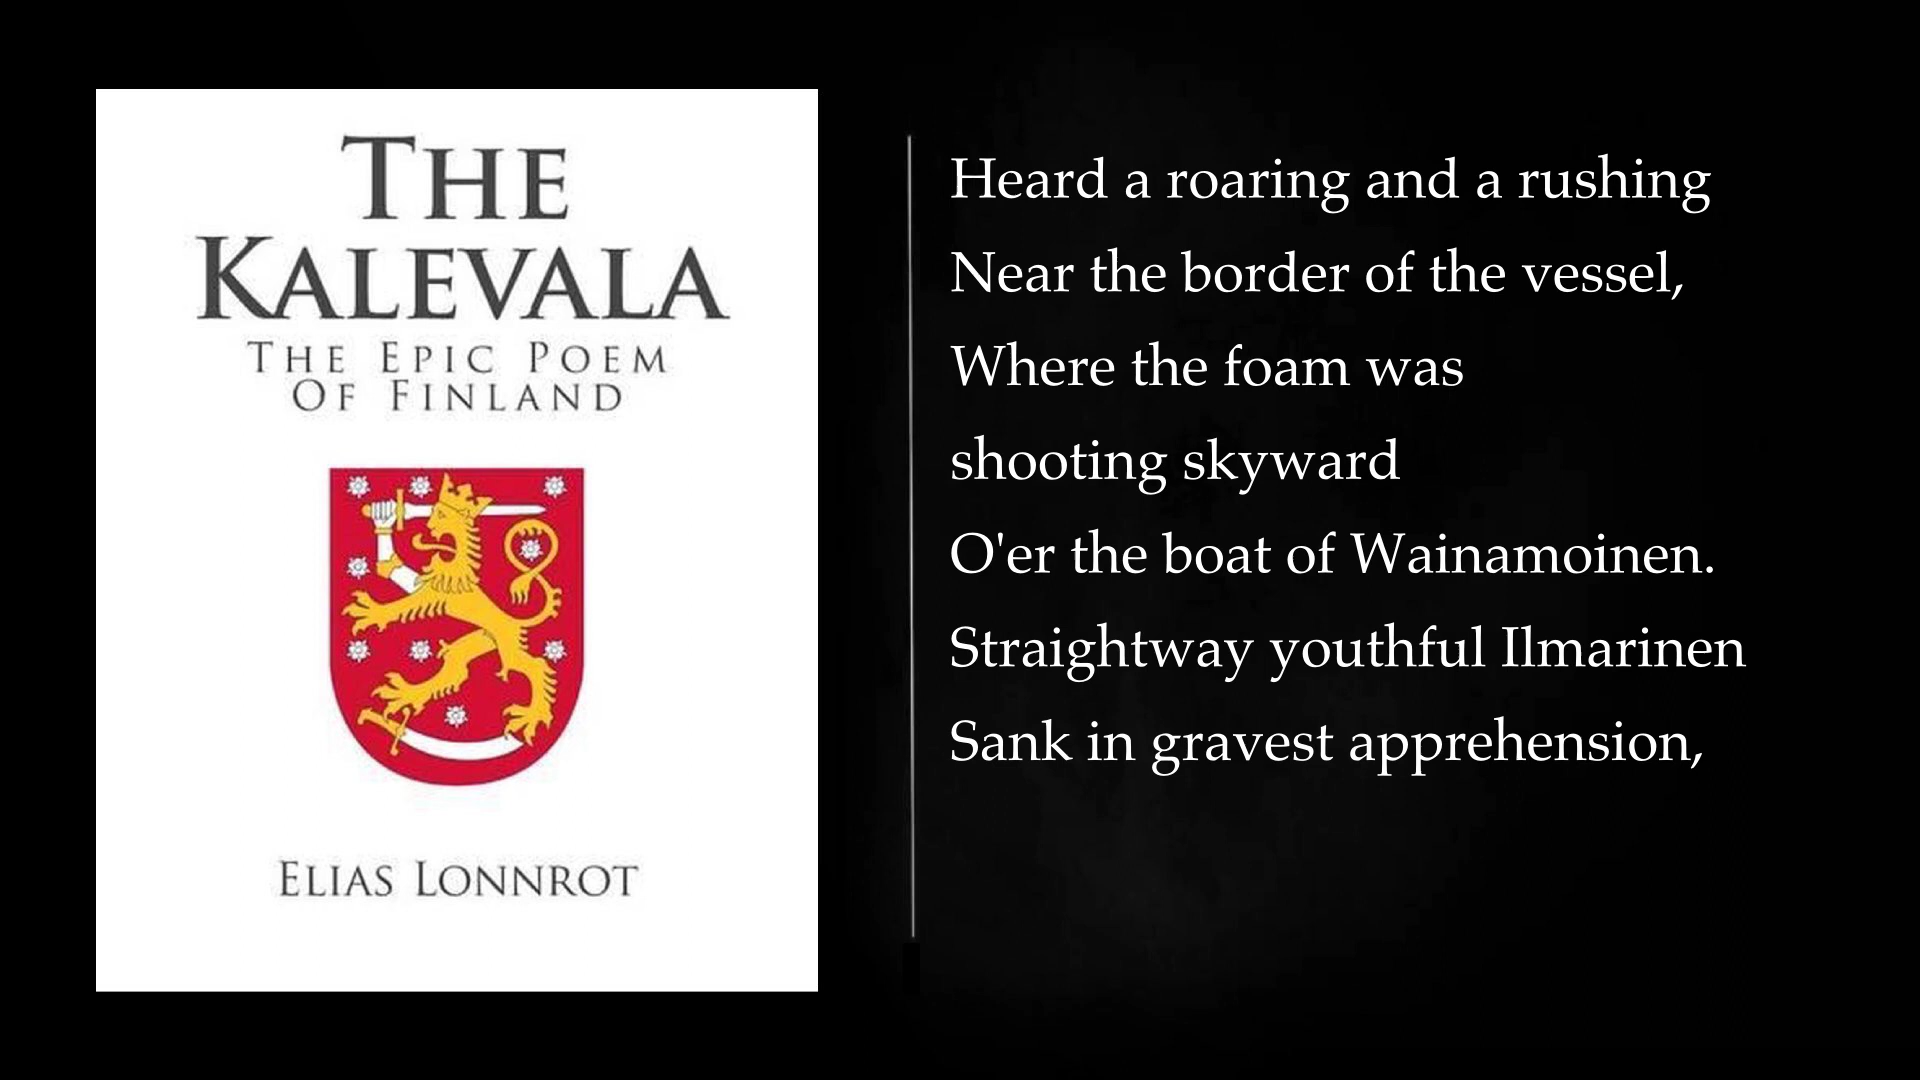 THE
KALEVALA
THE EPIC POEM
OF FINLAND
ELIAS LONNROT
Heard a roaring and a rushing
Near the border of the vessel,
Where the foam was
shooting skyward
O'er the boat of Wainamoinen.
Straightway youthful Ilmarinen
Sank in gravest apprehension,